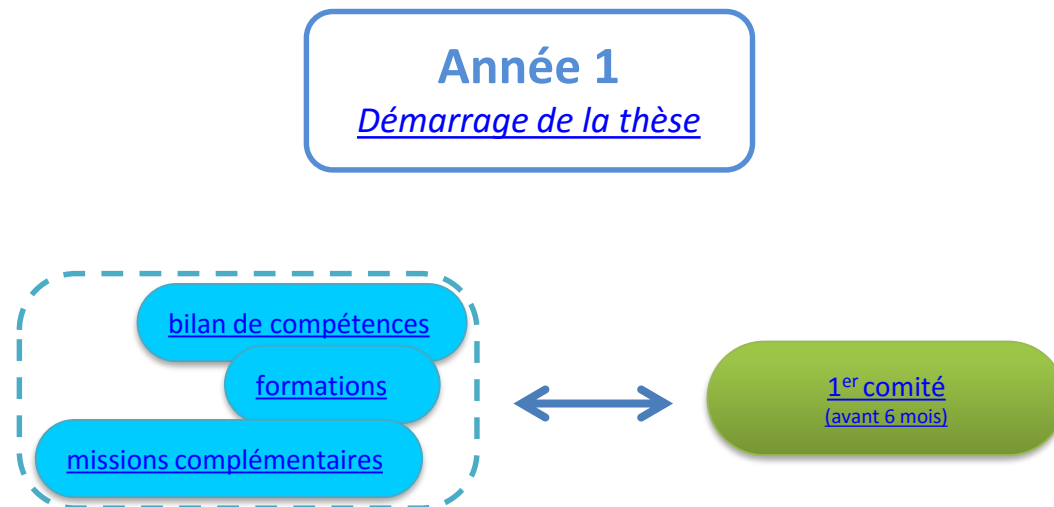 Année 1
Démarrage de la thèse
bilan de compétences
formations
missions complémentaires
1er comité
(avant 6 mois)